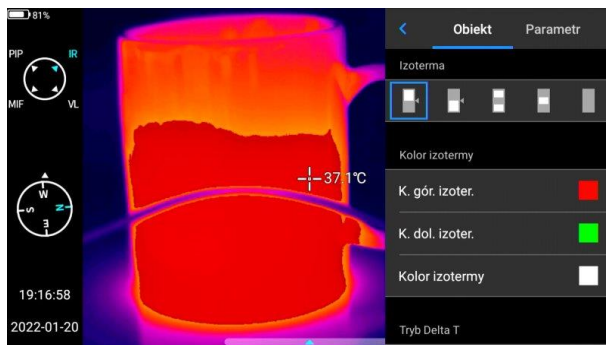 81%
PIP IR
MIF VL
W
S N
E
19:16:58
2022-01-20
37,1°C
Obiekt Parametr
Izoterma
Kolor izotermy
K. gór. izoter.
K. dol. izoter.
Kolor izotermy
Tryb Delta T